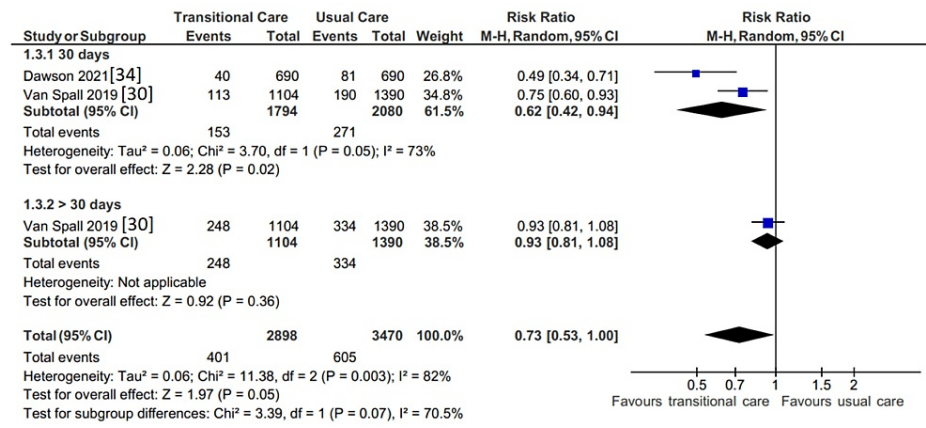 Transitional Care Usual Care Risk Ratio Risk Ratio
Study or Subgroup Events Total Events Total Weight M-H, Random, 95% CI M-H, Random, 95% CI
1.3.1 30 days
Dawson 2021[34] 40 690 81 690 26.8% 0.49 [0.34, 0.71]
Van Spall 2019 [30] 113 1104 190 1390 34.8% 0.75 [0.60, 0.93]
Subtotal (95% CI) 1794 2080 61.5% 0.62 [0.42, 0.94]
Total events 153 271
Heterogeneity: Tau² = 0.06; Chi² = 3.70, df = 1 (P = 0.05); I² = 73%
Test for overall effect: Z = 2.28 (P = 0.02)
1.3.2 > 30 days
Van Spall 2019 [30] 248 1104 334 1390 38.5% 0.93 [0.81, 1.08]
Subtotal (95% CI) 1104 1390 38.5% 0.93 [0.81, 1.08]
Total events 248 334
Heterogeneity: Not applicable
Test for overall effect: Z = 0.92 (P = 0.36)
Total (95% CI) 2898 3470 100.0% 0.73 [0.53, 1.00]
Total events 401 605
Heterogeneity: Tau² = 0.06; Chi² = 11.38, df = 2 (P = 0.003); I² = 82%
Test for overall effect: Z = 1.97 (P = 0.05)
Test for subgroup differences: Chi² = 3.39, df = 1 (P = 0.07), I² = 70.5%
0.5 0.7 1 1.5 2
Favours transitional care Favours usual care